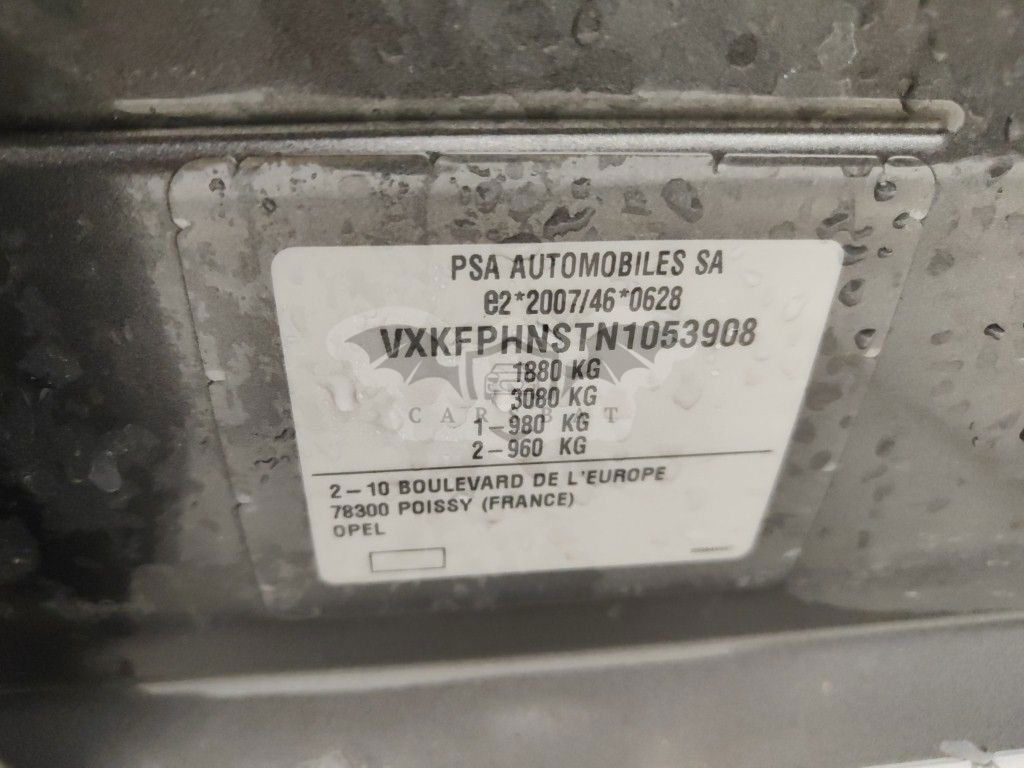 PSA AUTOMOBILES SA
e2*2007/46*0628
VXKFPHNSTN1053908
1880 KG
3080 KG
1-980 KG
2-960 KG
2-10 BOULEVARD DE L'EUROPE
78300 POISSY (FRANCE)
OPEL